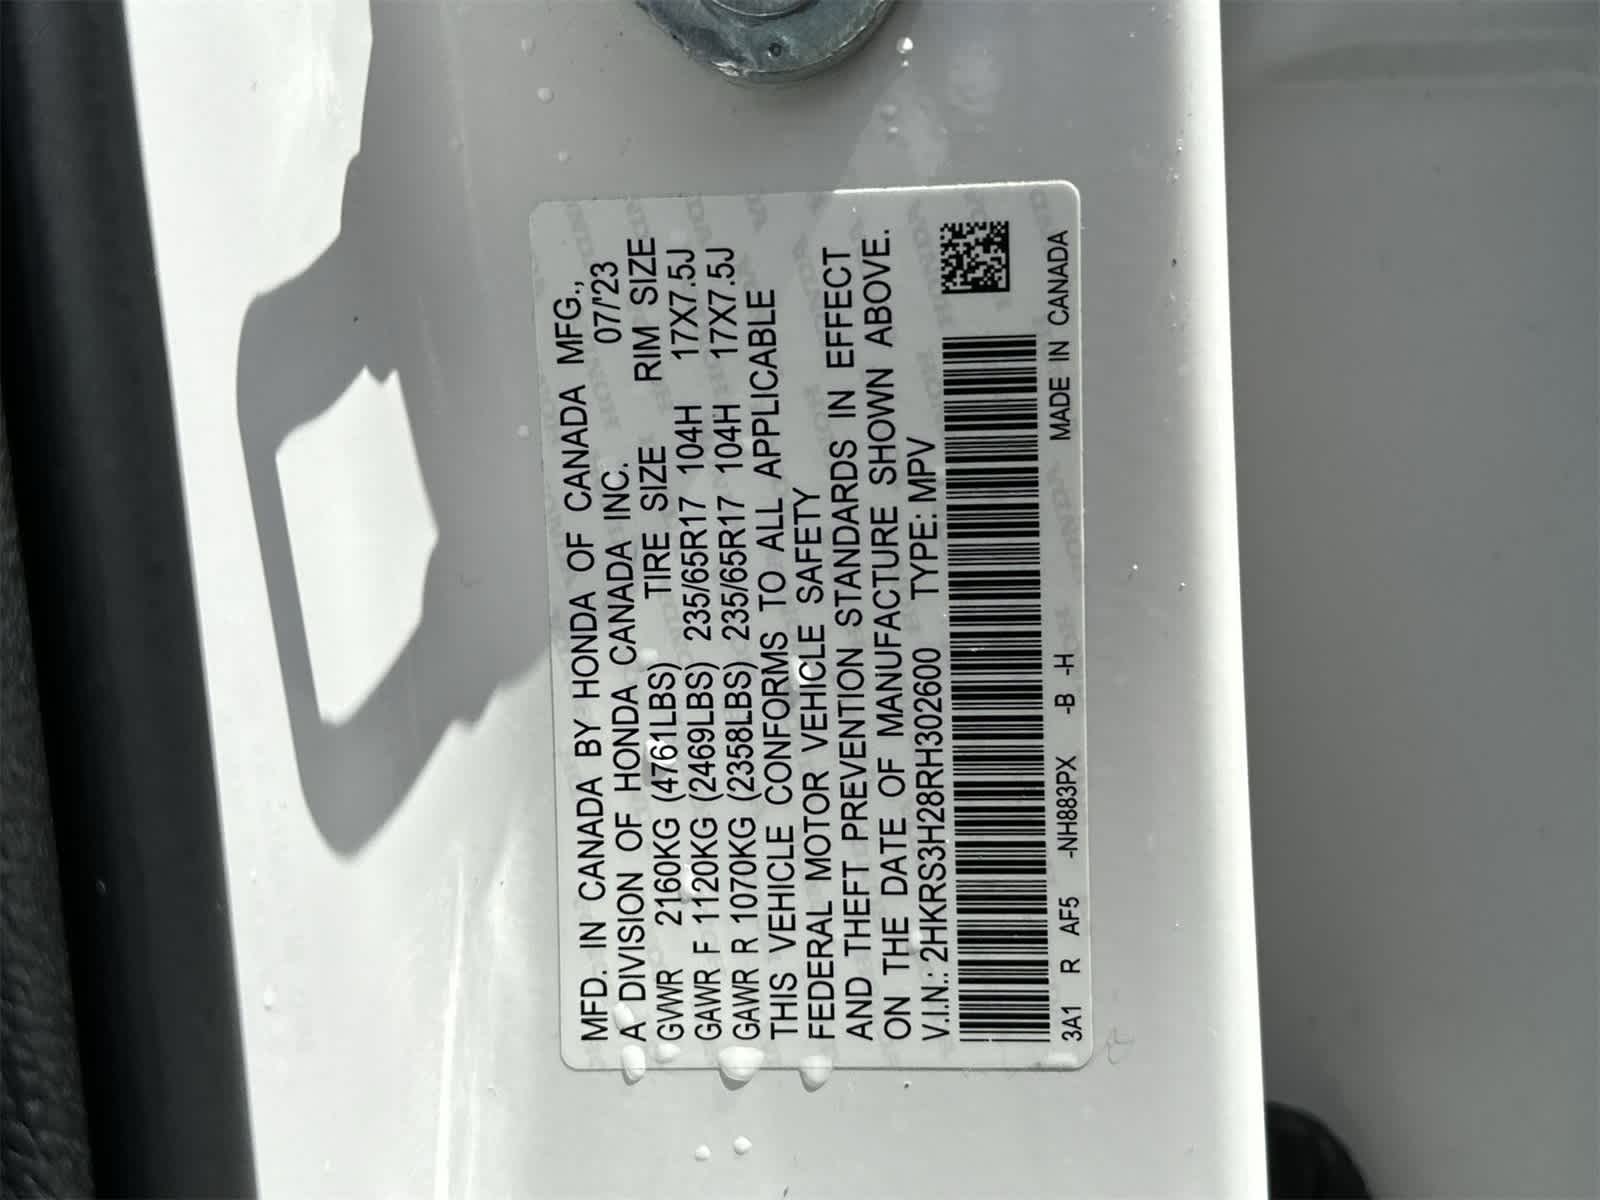 MFD. IN CANADA BY HONDA OF CANADA MFG.,
A DIVISION OF HONDA CANADA INC. 07/'23
GVWR 2160KG (4761LBS) TIRE SIZE RIM SIZE
GAWR F 1120KG (2469LBS) 235/65R17 104H 17X7.5J
GAWR R 1070KG (2358LBS) 235/65R17 104H 17X7.5J
THIS VEHICLE CONFORMS TO ALL APPLICABLE
FEDERAL MOTOR VEHICLE SAFETY
AND THEFT PREVENTION STANDARDS IN EFFECT
ON THE DATE OF MANUFACTURE SHOWN ABOVE.
V.I.N.: 2HKRS3H28RH302600 TYPE: MPV
3A1 R AF5 -NH883PX -B -H MADE IN CANADA